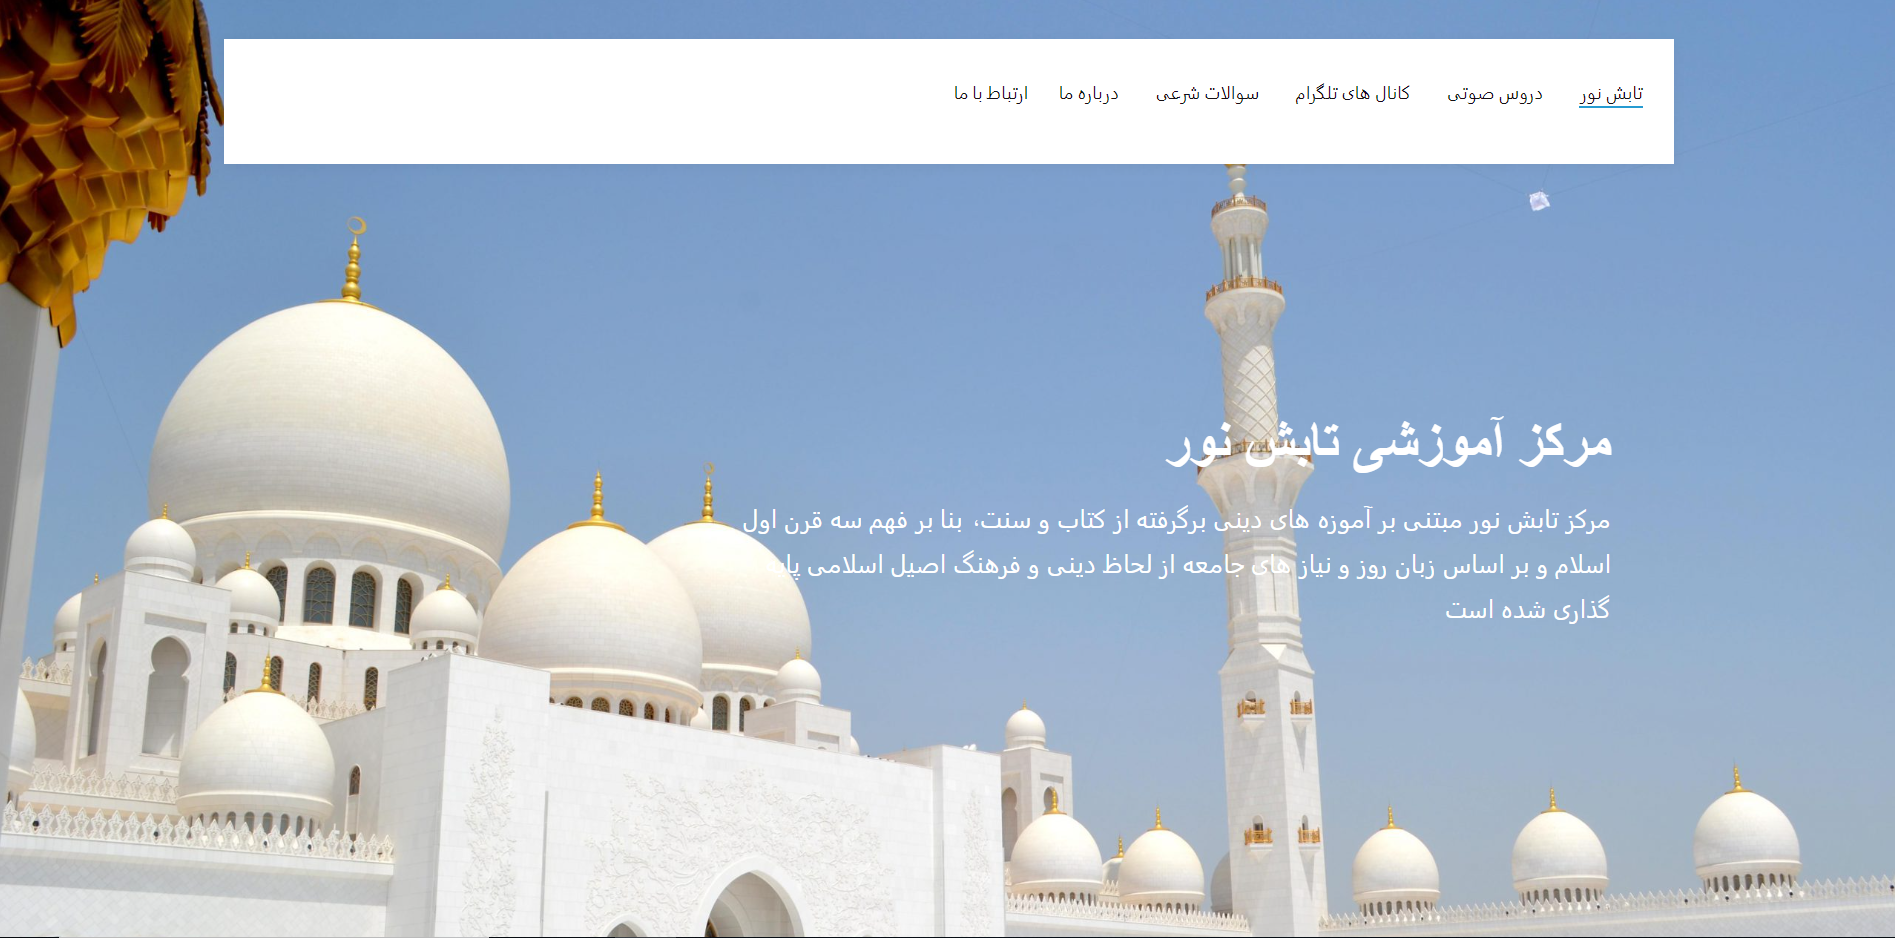 تابش نور
دروس صوتی
کانال های تلگرام
سوالات شرعی
درباره ما
ارتباط با ما
مرکز آموزشی تابش نور
مرکز تابش نور مبتنی بر آموزه های دینی برگرفته از کتاب و سنت، بنا بر فهم سه قرن اول
اسلام و بر اساس زبان روز و نیاز های جامعه از لحاظ دینی و فرهنگ اصیل اسلامی پایه
گذاری شده است